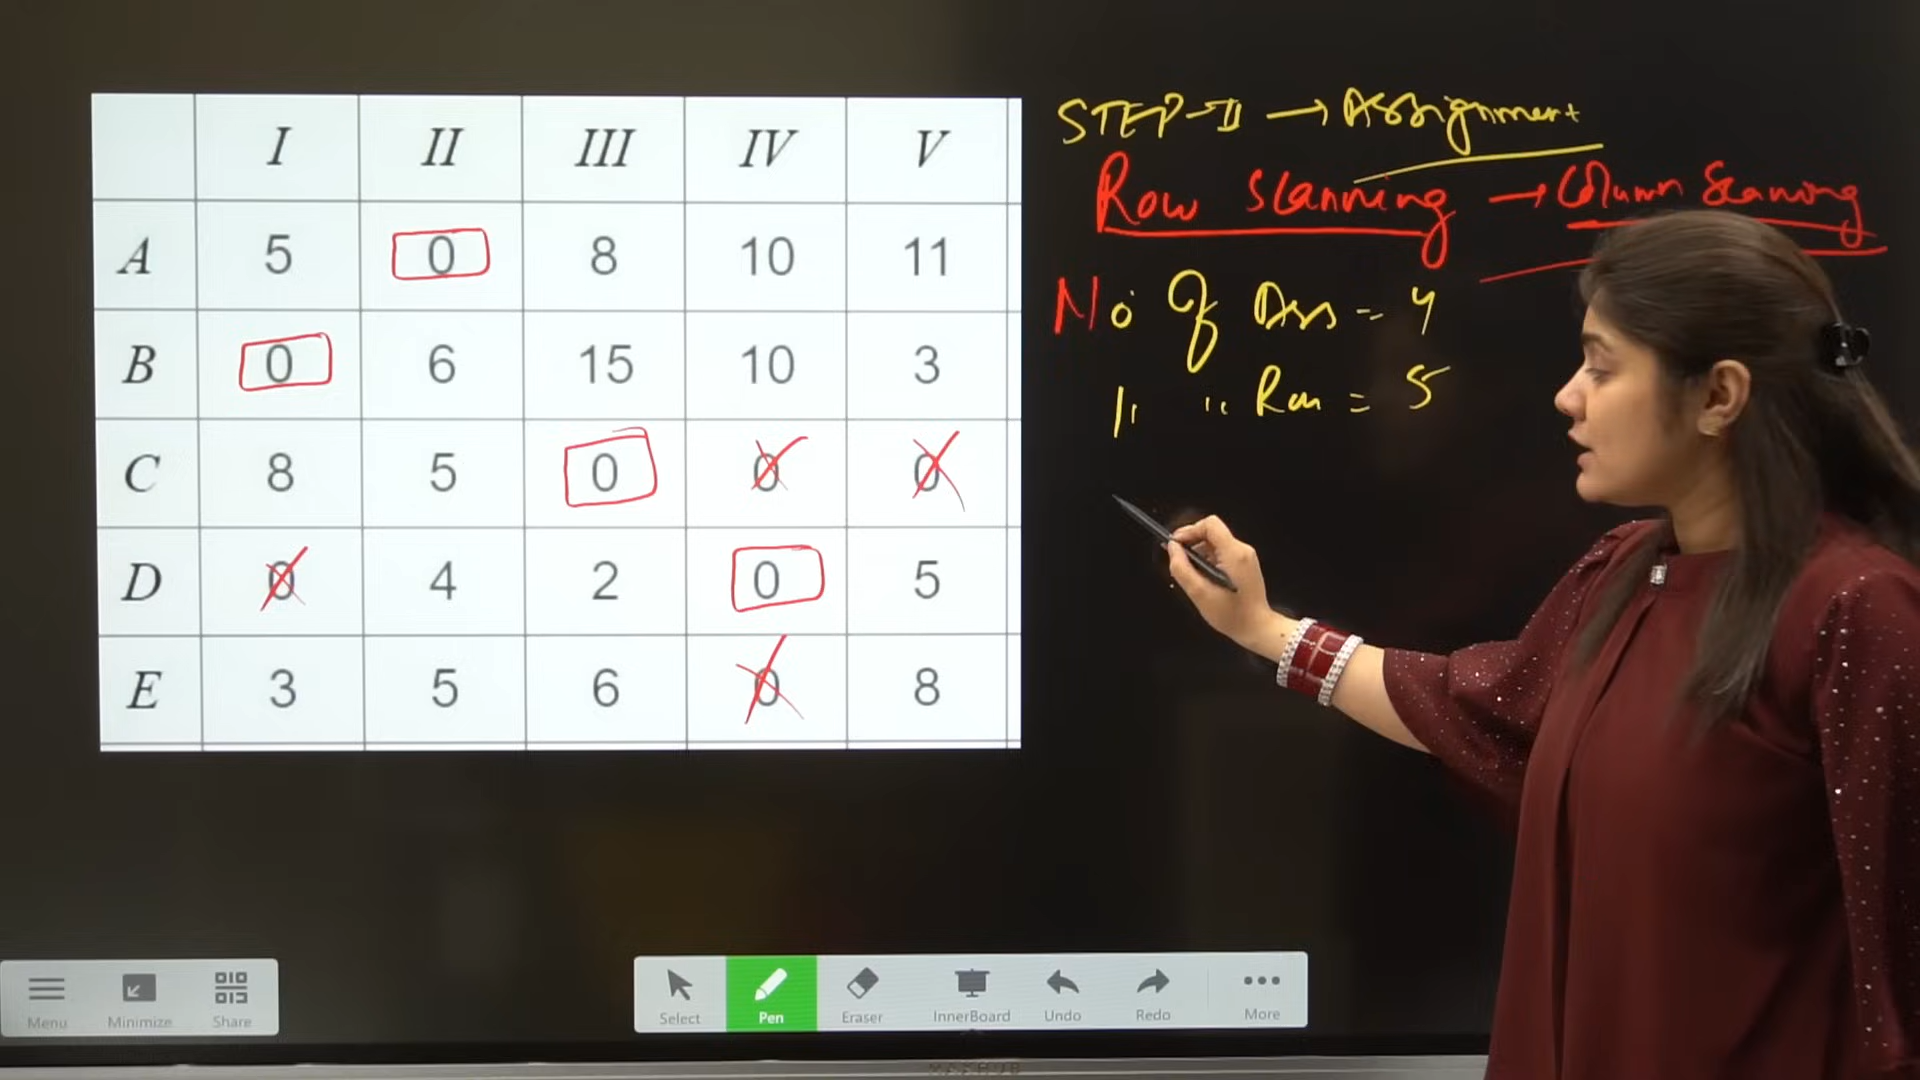 I II III IV V
A 5 0 8 10 11
B 0 6 15 10 3
C 8 5 0 0 0
D 0 4 2 0 5
E 3 5 6 0 8
STEP-II → Assignment
Row Scanning → Column Scanning
No Of Ass = 4
" " Row = 5
Menu Minimize Share
Select Pen Eraser InnerBoard Undo Redo More